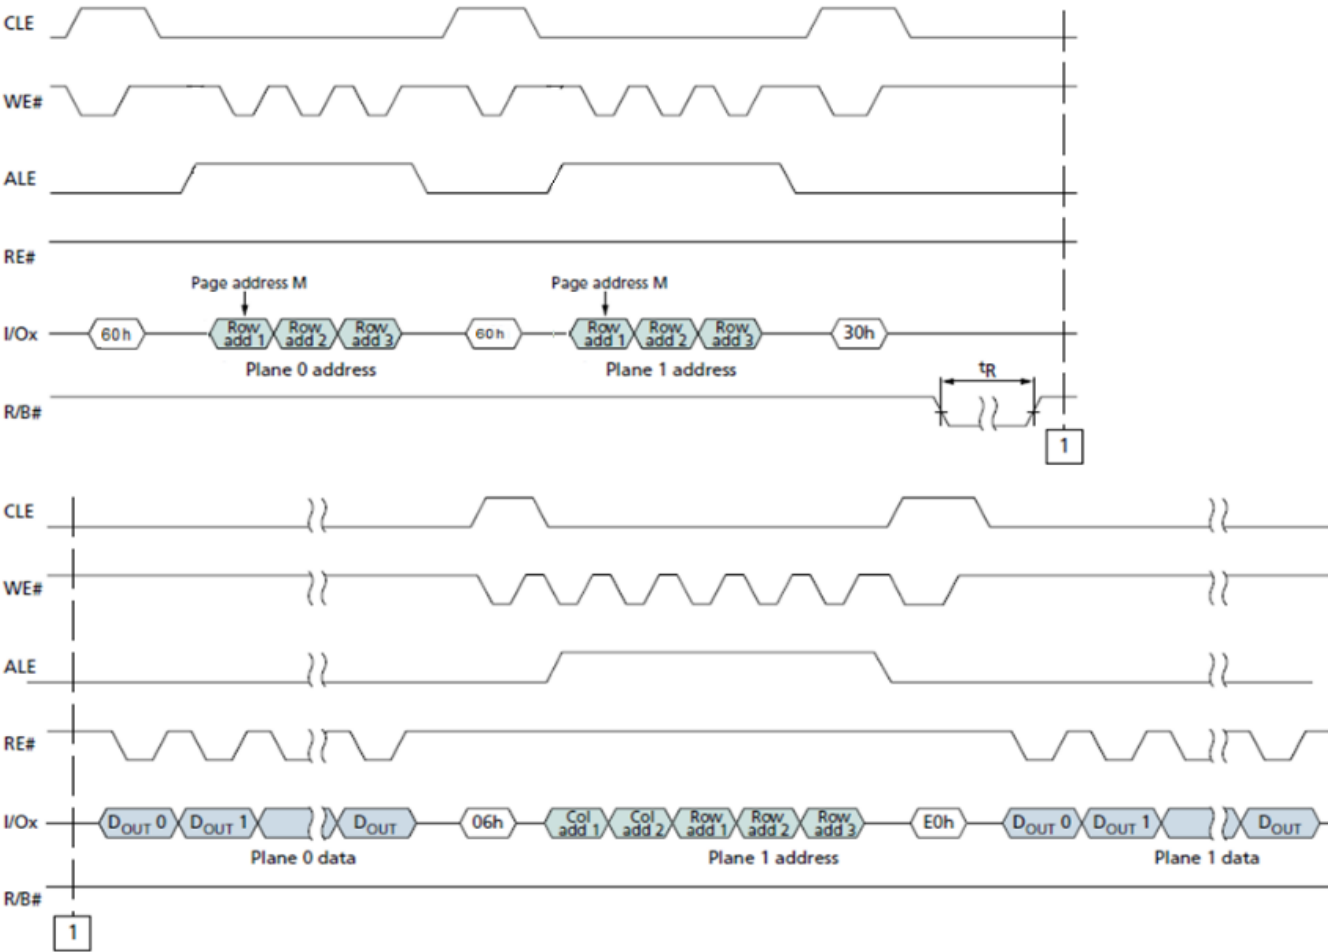 CLE
WE#
ALE
RE#
Page address M Page address M
I/Ox 60h Row add 1 Row add 2 Row add 3 60h Row add 1 Row add 2 Row add 3 30h
Plane 0 address Plane 1 address tR
R/B#
1
CLE
WE#
ALE
RE#
I/Ox DOUT 0 DOUT 1 DOUT 06h Col add 1 Col add 2 Row add 1 Row add 2 Row add 3 E0h DOUT 0 DOUT 1 DOUT
Plane 0 data Plane 1 address Plane 1 data
R/B#
1